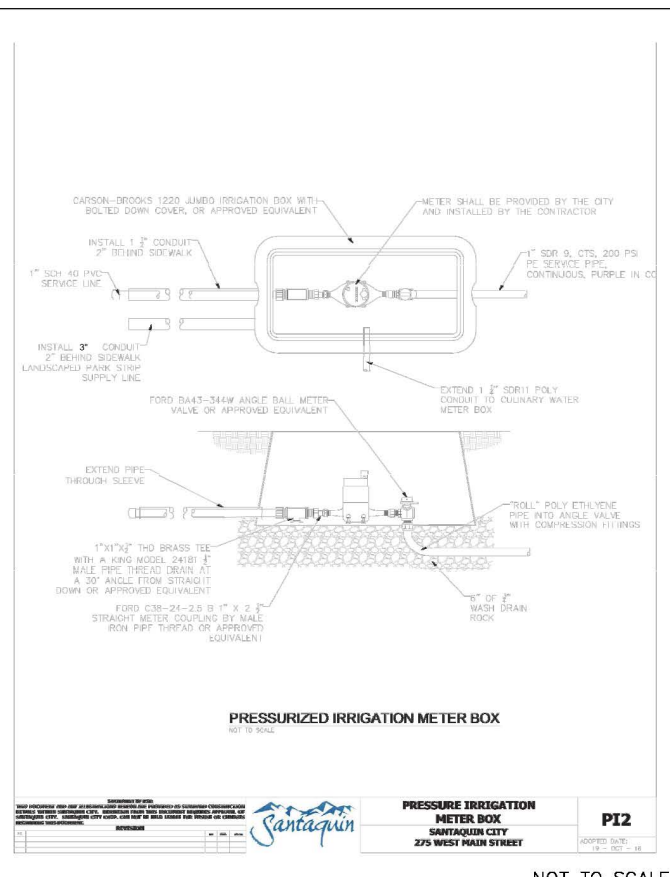 CARSON-BROOKS 1220 JUMBO IRRIGATION BOX WITH
BOLTED DOWN COVER, OR APPROVED EQUIVALENT
METER SHALL BE PROVIDED BY THE CITY
AND INSTALLED BY THE CONTRACTOR
INSTALL 1 ½" CONDUIT
2" BEHIND SIDEWALK
1" SCH 40 PVC
SERVICE LINE
1" SDR 9, CTS, 200 PSI
PE SERVICE PIPE,
CONTINUOUS, PURPLE IN CO
INSTALL 3" CONDUIT
2" BEHIND SIDEWALK
LANDSCAPED PARK STRIP
SUPPLY LINE
EXTEND 1 ½" SDR11 POLY
CONDUIT TO CULINARY WATER
METER BOX
FORD BA43-344W ANGLE BALL METER
VALVE OR APPROVED EQUIVALENT
EXTEND PIPE
THROUGH SLEEVE
"ROLL" POLY ETHLYENE
PIPE INTO ANGLE VALVE
WITH COMPRESSION FITTINGS
1"X1"X½" THD BRASS TEE
WITH A KING MODEL 24181 ½"
MALE PIPE THREAD DRAIN AT
A 30° ANGLE FROM STRAIGHT
DOWN OR APPROVED EQUIVALENT
6" OF
WASH DRAIN
ROCK
FORD C38-24-2.5 B 1" X 2
STRAIGHT METER COUPLING BY MALE
IRON PIPE THREAD OR APPROVED
EQUIVALENT
PRESSURIZED IRRIGATION METER BOX
NOT TO SCALE
REVISION
Santaquin
PRESSURE IRRIGATION
METER BOX
SANTAQUIN CITY
275 WEST MAIN STREET
PI2
ADOPTED DATE:
NOT TO SCALE